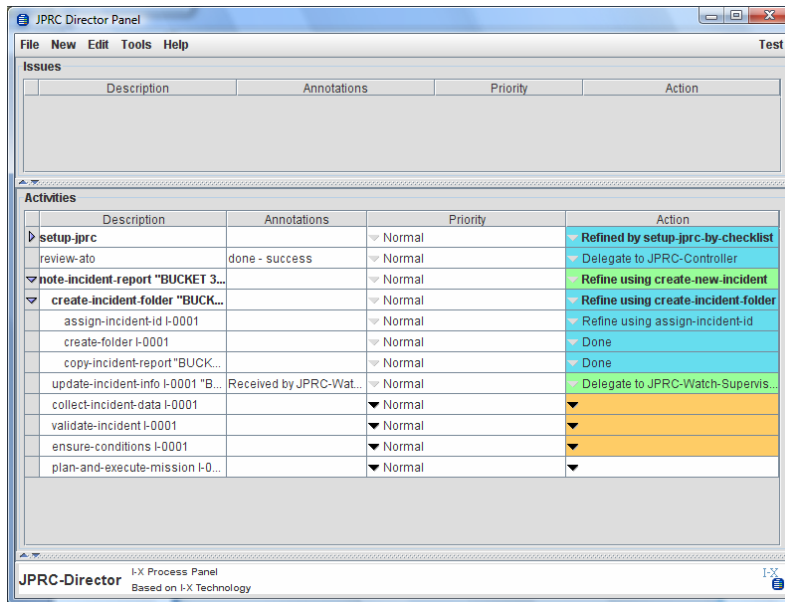 JPRC Director Panel
File New Edit Tools Help Test
Issues
Description Annotations Priority Action
Activities
Description Annotations Priority Action
setup-jprc Normal Refined by setup-jprc-by-checklist
review-ato done - success Normal Delegate to JPRC-Controller
note-incident-report "BUCKET 3... Normal Refine using create-new-incident
create-incident-folder "BUCK... Normal Refine using create-incident-folder
assign-incident-id I-0001 Normal Refine using assign-incident-id
create-folder I-0001 Normal Done
copy-incident-report "BUCK... Normal Done
update-incident-info I-0001 "B... Received by JPRC-Wat... Normal Delegate to JPRC-Watch-Supervis...
collect-incident-data I-0001 Normal
validate-incident I-0001 Normal
ensure-conditions I-0001 Normal
plan-and-execute-mission I-0... Normal
JPRC-Director
I-X Process Panel
Based on I-X Technology
I-X